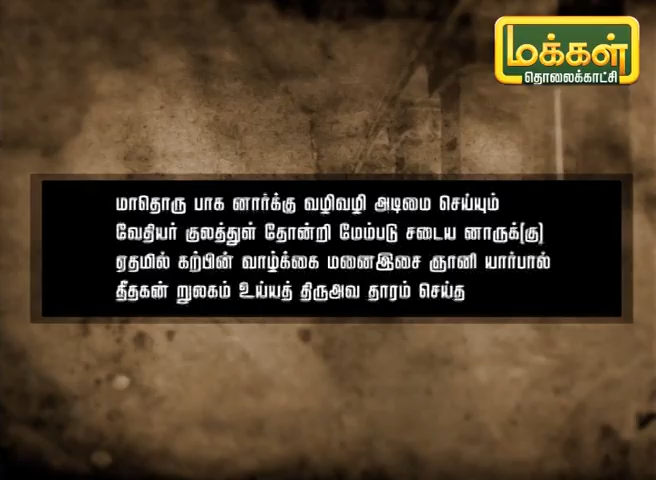 மக்கள்
தொலைக்காட்சி
மாதொரு பாக னார்க்கு வழிவழி அடிமை செய்யும்
வேதியர் குலத்துள் தோன்றி மேம்படு சடைய னாருக்(கு)
ஏதமில் கற்பின் வாழ்க்கை மனைஇசை ஞானி யார்பால்
தீதகன் றுலகம் உய்யத் திருஅவ தாரம் செய்த